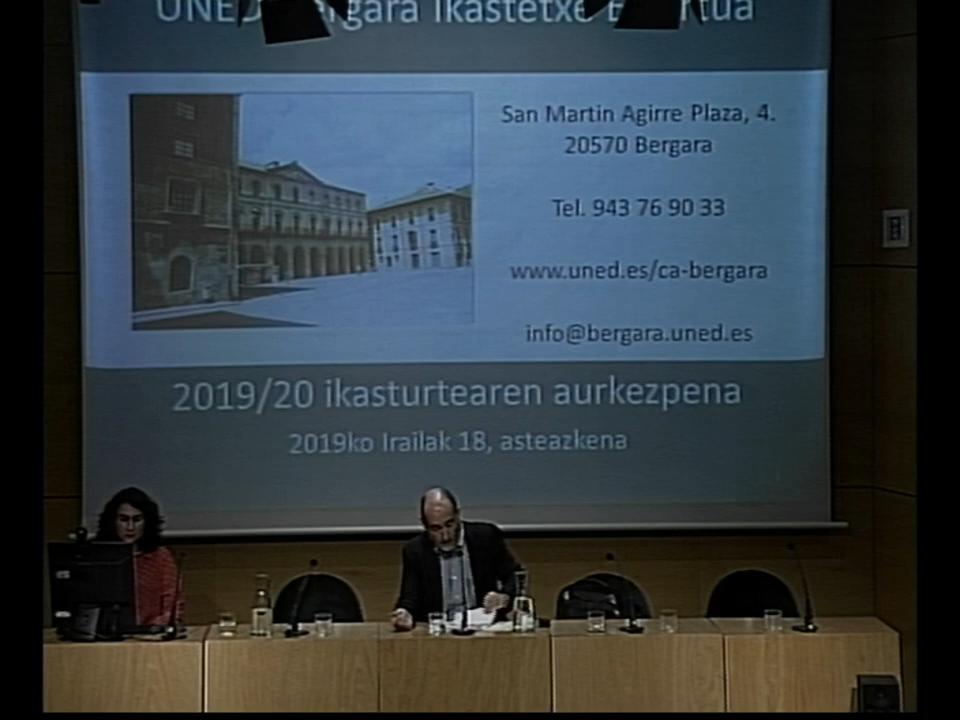 UNED Bergara Ikastetxe
San Martin Agirre Plaza, 4.
20570 Bergara
Tel. 943 76 90 33
www.uned.es/ca-bergara
info@bergara.uned.es
2019/20 ikasturtearen aurkezpena
2019ko Irailak 18, asteazkena